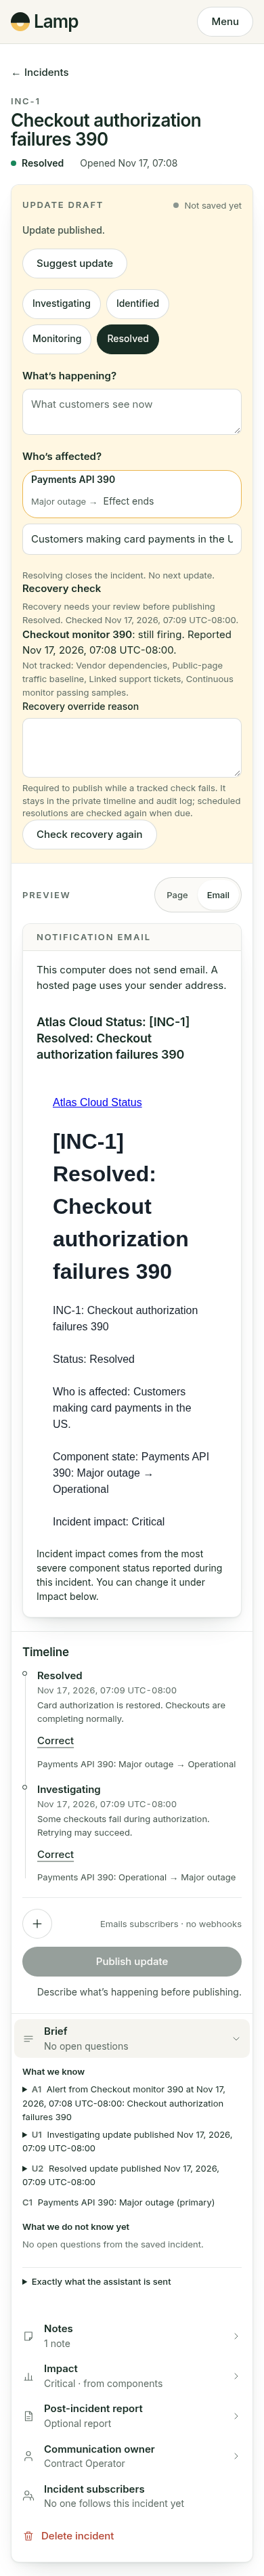 Lamp
Menu
← Incidents
INC-1
Checkout authorization
failures 390
Resolved Opened Nov 17, 07:08
UPDATE DRAFT
Not saved yet
Update published.
Suggest update
Investigating
Identified
Monitoring
Resolved
What's happening?
What customers see now
Who's affected?
Payments API 390
Major outage → Effect ends
Customers making card payments in the U
Resolving closes the incident. No next update.
Recovery check
Recovery needs your review before publishing
Resolved. Checked Nov 17, 2026, 07:09 UTC-08:00.
Checkout monitor 390: still firing. Reported
Nov 17, 2026, 07:08 UTC-08:00.
Not tracked: Vendor dependencies, Public-page
traffic baseline, Linked support tickets, Continuous
monitor passing samples.
Recovery override reason
Required to publish while a tracked check fails. It
stays in the private timeline and audit log; scheduled
resolutions are checked again when due.
Check recovery again
PREVIEW
Page
Email
NOTIFICATION EMAIL
This computer does not send email. A
hosted page uses your sender address.
Atlas Cloud Status: [INC-1]
Resolved: Checkout
authorization failures 390
Atlas Cloud Status
[INC-1]
Resolved:
Checkout
authorization
failures 390
INC-1: Checkout authorization
failures 390
Status: Resolved
Who is affected: Customers
making card payments in the
US.
Component state: Payments API
390: Major outage →
Operational
Incident impact: Critical
Incident impact comes from the most
severe component status reported during
this incident. You can change it under
Impact below.
Timeline
Resolved
Nov 17, 2026, 07:09 UTC-08:00
Card authorization is restored. Checkouts are
completing normally.
Correct
Payments API 390: Major outage → Operational
Investigating
Nov 17, 2026, 07:09 UTC-08:00
Some checkouts fail during authorization.
Retrying may succeed.
Correct
Payments API 390: Operational → Major outage
Emails subscribers · no webhooks
Publish update
Describe what's happening before publishing.
Brief
No open questions
What we know
A1 Alert from Checkout monitor 390 at Nov 17,
2026, 07:08 UTC-08:00: Checkout authorization
failures 390
U1 Investigating update published Nov 17, 2026,
07:09 UTC-08:00
U2 Resolved update published Nov 17, 2026,
07:09 UTC-08:00
C1 Payments API 390: Major outage (primary)
What we do not know yet
No open questions from the saved incident.
Exactly what the assistant is sent
Notes
1 note
Impact
Critical · from components
Post-incident report
Optional report
Communication owner
Contract Operator
Incident subscribers
No one follows this incident yet
Delete incident